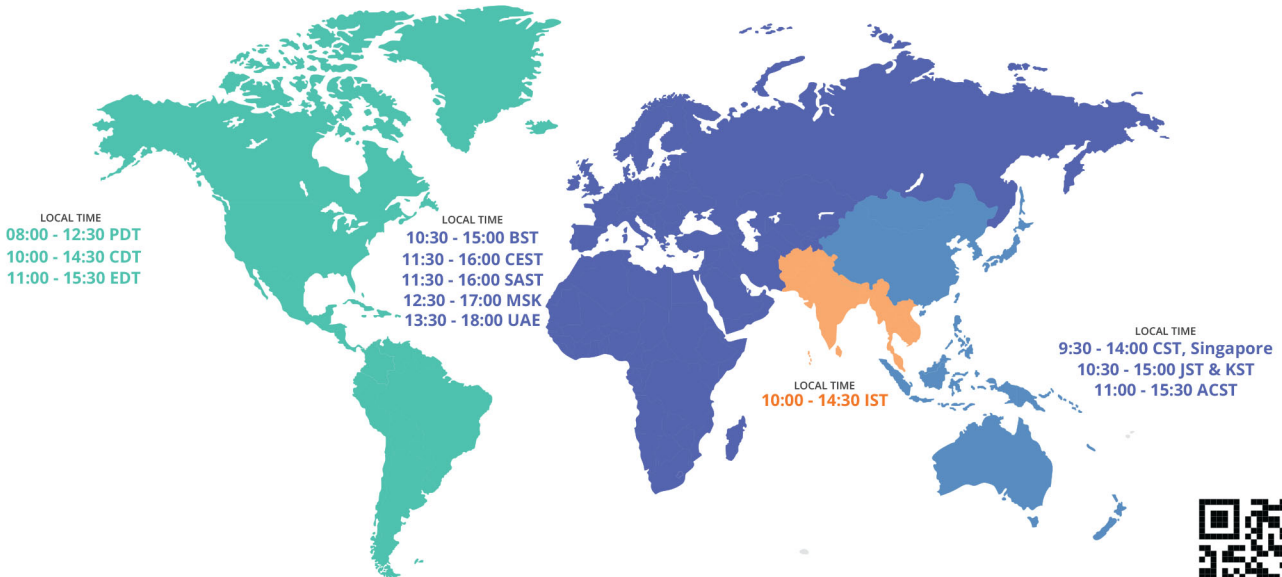 LOCAL TIME
08:00 - 12:30 PDT
10:00 - 14:30 CDT
11:00 - 15:30 EDT
LOCAL TIME
10:30 - 15:00 BST
11:30 - 16:00 CEST
11:30 - 16:00 SAST
12:30 - 17:00 MSK
13:30 - 18:00 UAE
LOCAL TIME
10:00 - 14:30 IST
LOCAL TIME
9:30 - 14:00 CST, Singapore
10:30 - 15:00 JST & KST
11:00 - 15:30 ACST